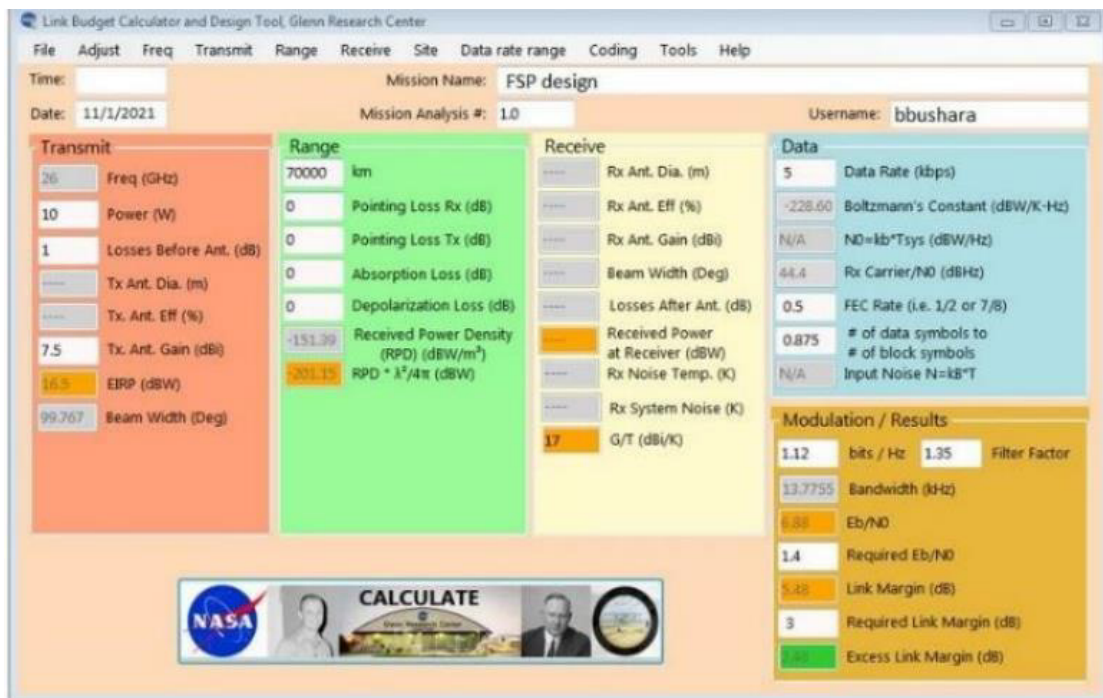 Link Budget Calculator and Design Tool, Glenn Research Center
File Adjust Freq Transmit Range Receive Site Data rate range Coding Tools Help
Time:
Mission Name: FSP design
Date: 11/1/2021
Mission Analysis #: 1.0
Username: bbushara
Transmit
26 Freq (GHz)
10 Power (W)
1 Losses Before Ant. (dB)
---- Tx Ant. Dia. (m)
---- Tx. Ant. Eff (%)
7.5 Tx. Ant. Gain (dBi)
16.5 EIRP (dBW)
99.767 Beam Width (Deg)
Range
70000 km
0 Pointing Loss Rx (dB)
0 Pointing Loss Tx (dB)
0 Absorption Loss (dB)
0 Depolarization Loss (dB)
-151.39 Received Power Density
(RPD) (dBW/m³)
-201.15 RPD * λ²/4π (dBW)
Receive
---- Rx Ant. Dia. (m)
---- Rx Ant. Eff (%)
---- Rx Ant. Gain (dBi)
---- Beam Width (Deg)
---- Losses After Ant. (dB)
---- Received Power
at Receiver (dBW)
---- Rx Noise Temp. (K)
---- Rx System Noise (K)
17 G/T (dBi/K)
Data
5 Data Rate (kbps)
-228.60 Boltzmann's Constant (dBW/K-Hz)
N/A N0=kb*Tsys (dBW/Hz)
44.4 Rx Carrier/N0 (dBHz)
0.5 FEC Rate (i.e. 1/2 or 7/8)
0.875 # of data symbols to
# of block symbols
N/A Input Noise N=kB*T
Modulation / Results
1.12 bits / Hz 1.35 Filter Factor
13.7755 Bandwidth (kHz)
6.88 Eb/N0
1.4 Required Eb/N0
5.48 Link Margin (dB)
3 Required Link Margin (dB)
2.48 Excess Link Margin (dB)
NASA
CALCULATE
Glenn Research Center